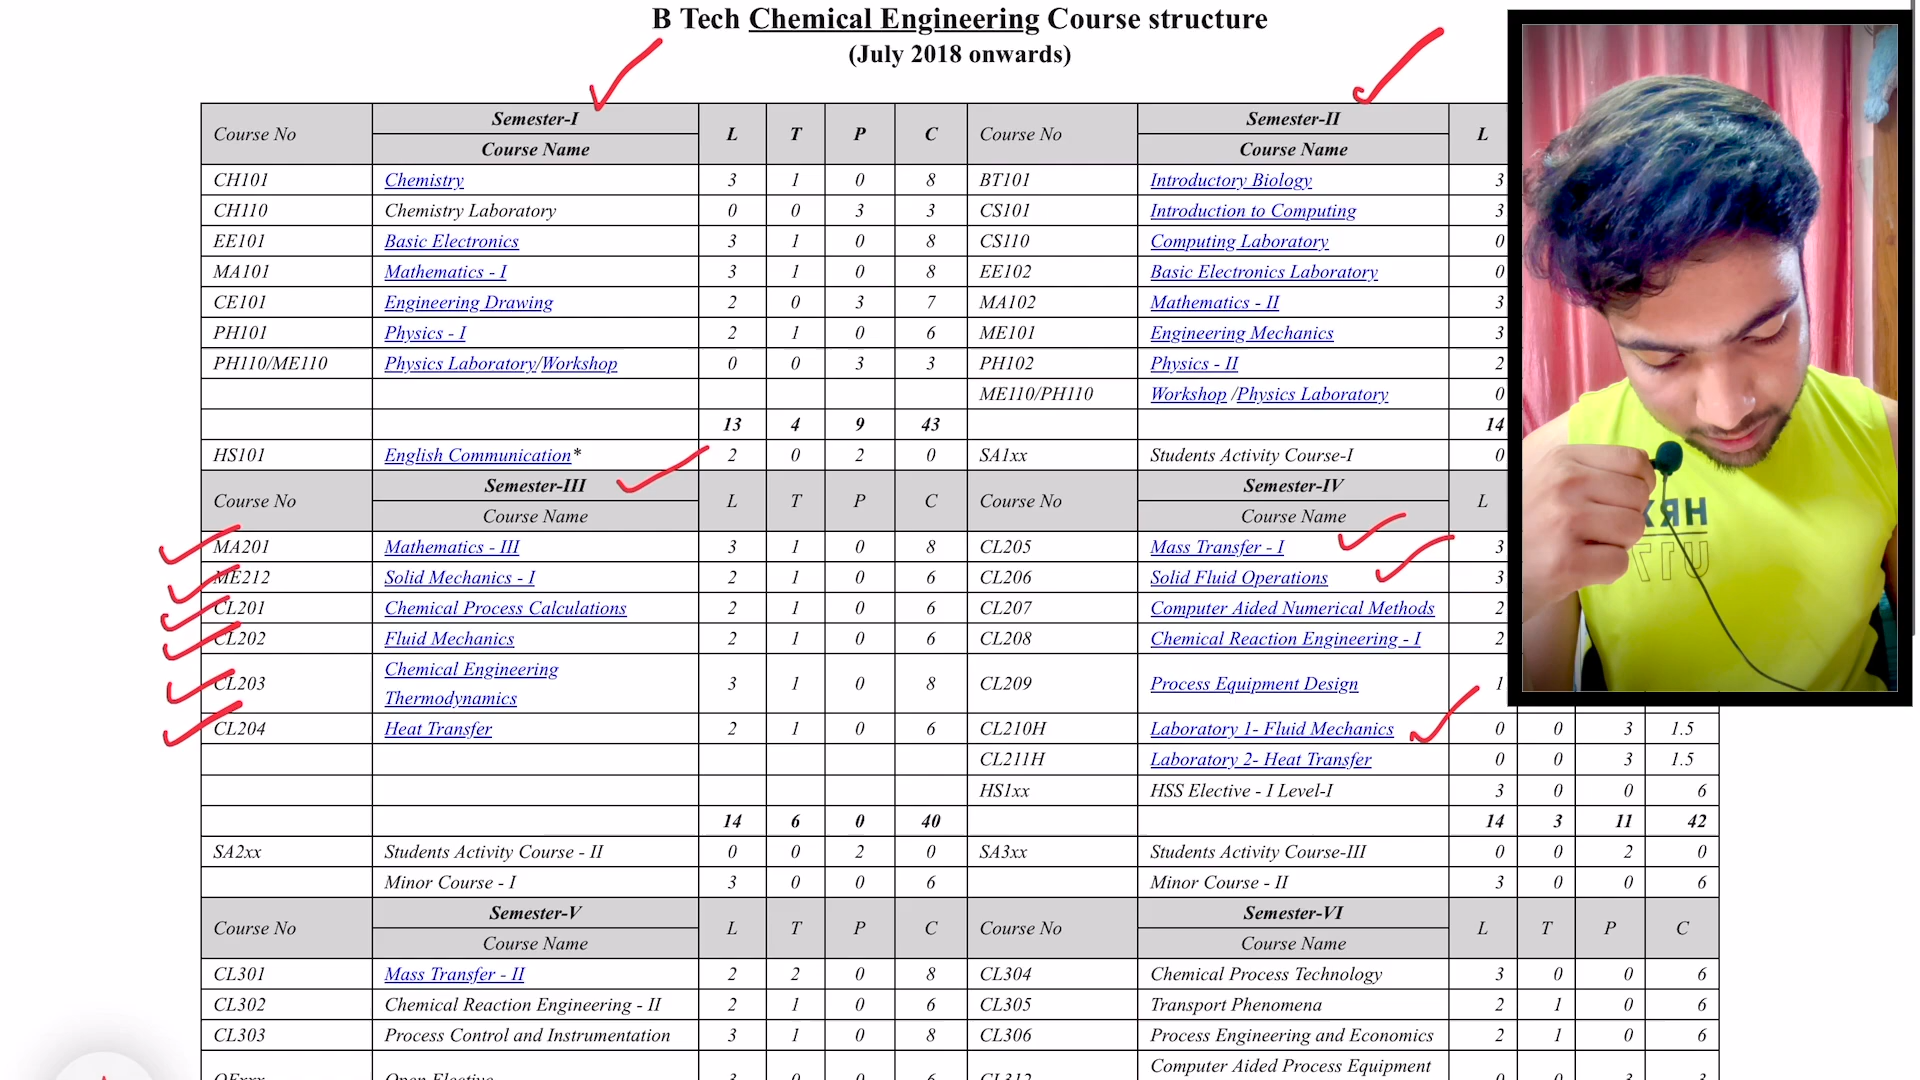 B Tech Chemical Engineering Course structure
(July 2018 onwards)
Course No Semester-I L T P C Course No Semester-II L
Course Name Course Name
CH101 Chemistry 3 1 0 8 BT101 Introductory Biology 3
CH110 Chemistry Laboratory 0 0 3 3 CS101 Introduction to Computing 3
EE101 Basic Electronics 3 1 0 8 CS110 Computing Laboratory 0
MA101 Mathematics - I 3 1 0 8 EE102 Basic Electronics Laboratory 0
CE101 Engineering Drawing 2 0 3 7 MA102 Mathematics - II 3
PH101 Physics - I 2 1 0 6 ME101 Engineering Mechanics 3
PH110/ME110 Physics Laboratory/Workshop 0 0 3 3 PH102 Physics - II 2
ME110/PH110 Workshop /Physics Laboratory 0
13 4 9 43 14
HS101 English Communication* 2 0 2 0 SA1xx Students Activity Course-I 0
Course No Semester-III L T P C Course No Semester-IV L
Course Name Course Name
MA201 Mathematics - III 3 1 0 8 CL205 Mass Transfer - I 3
ME212 Solid Mechanics - I 2 1 0 6 CL206 Solid Fluid Operations 3
CL201 Chemical Process Calculations 2 1 0 6 CL207 Computer Aided Numerical Methods 2
CL202 Fluid Mechanics 2 1 0 6 CL208 Chemical Reaction Engineering - I 2
CL203 Chemical Engineering Thermodynamics 3 1 0 8 CL209 Process Equipment Design 1
CL204 Heat Transfer 2 1 0 6 CL210H Laboratory 1- Fluid Mechanics 0 0 3 1.5
CL211H Laboratory 2- Heat Transfer 0 0 3 1.5
HS1xx HSS Elective - I Level-I 3 0 0 6
14 6 0 40 14 3 11 42
SA2xx Students Activity Course - II 0 0 2 0 SA3xx Students Activity Course-III 0 0 2 0
Minor Course - I 3 0 0 6 Minor Course - II 3 0 0 6
Course No Semester-V L T P C Course No Semester-VI L T P C
Course Name Course Name
CL301 Mass Transfer - II 2 2 0 8 CL304 Chemical Process Technology 3 0 0 6
CL302 Chemical Reaction Engineering - II 2 1 0 6 CL305 Transport Phenomena 2 1 0 6
CL303 Process Control and Instrumentation 3 1 0 8 CL306 Process Engineering and Economics 2 1 0 6
Computer Aided Process Equipment
Open Elective